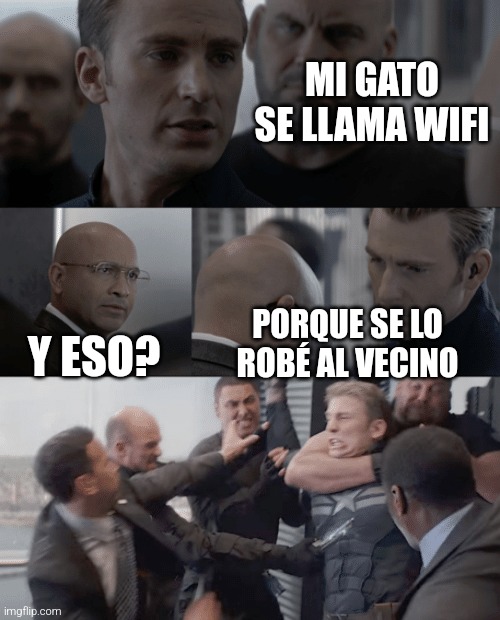 MI GATO
SE LLAMA WIFI
Y ESO?
PORQUE SE LO
ROBÉ AL VECINO
imgflip.com